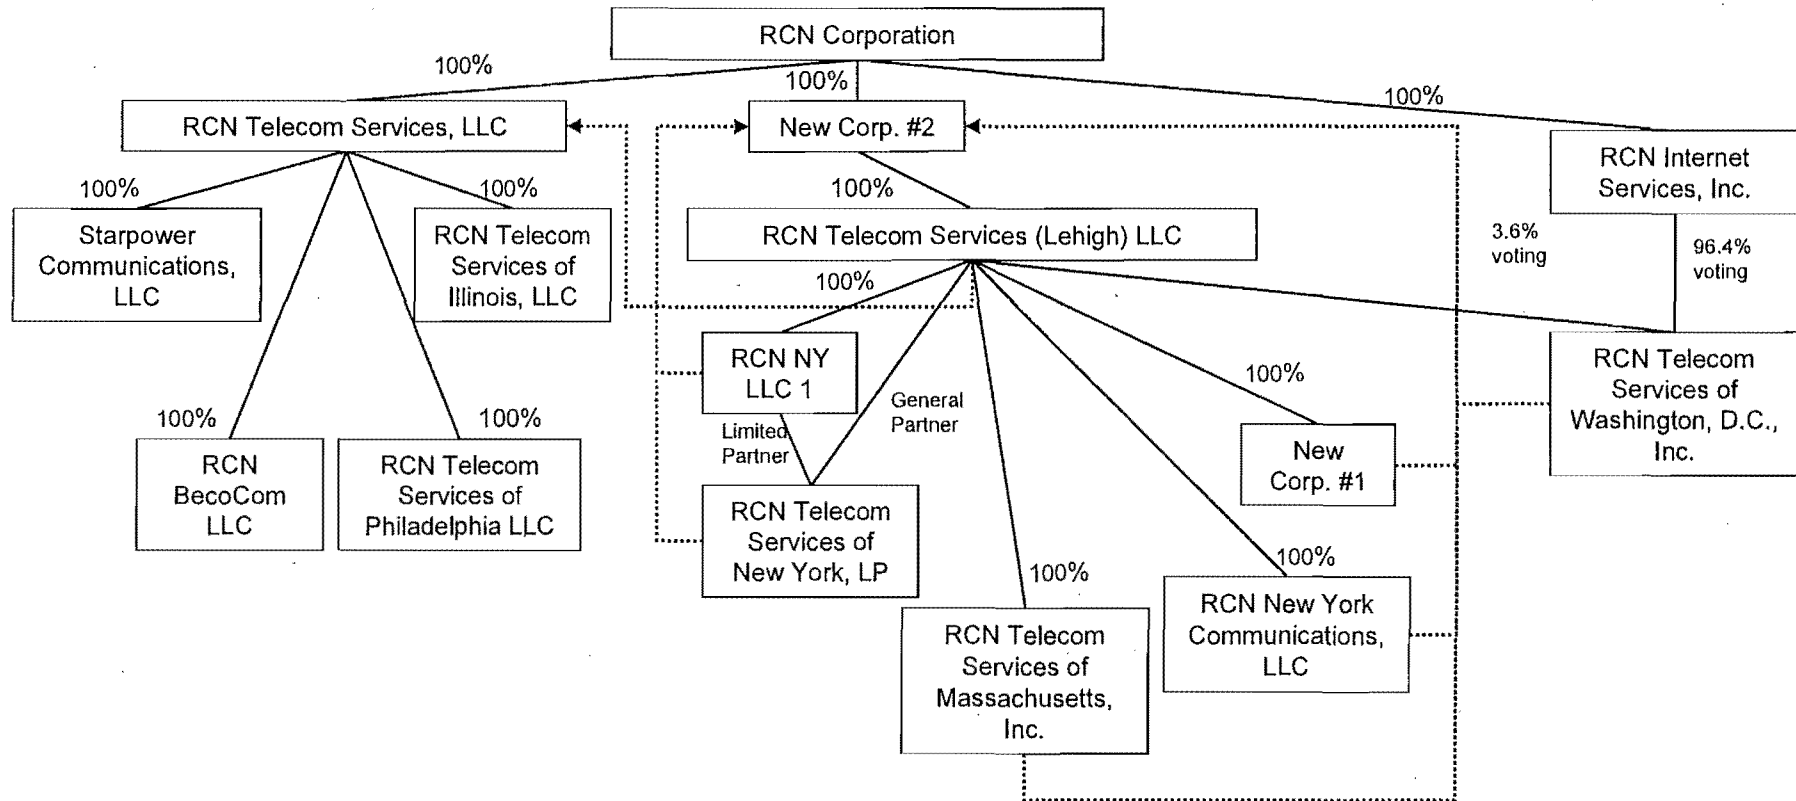 RCN Corporation
100%
100%
100%
RCN Telecom Services, LLC
New Corp. #2
RCN Internet
Services, Inc.
100%
100%
100%
Starpower
Communications,
LLC
RCN Telecom
Services of
Illinois, LLC
RCN Telecom Services (Lehigh) LLC
3.6%
voting
96.4%
voting
100%
RCN NY
LLC 1
RCN Telecom
Services of
Washington, D.C.,
Inc.
100%
General
Partner
Limited
Partner
100%
100%
RCN
BecoCom
LLC
RCN Telecom
Services of
Philadelphia LLC
New
Corp. #1
RCN Telecom
Services of
New York, LP
100%
100%
RCN Telecom
Services of
Massachusetts,
Inc.
RCN New York
Communications,
LLC